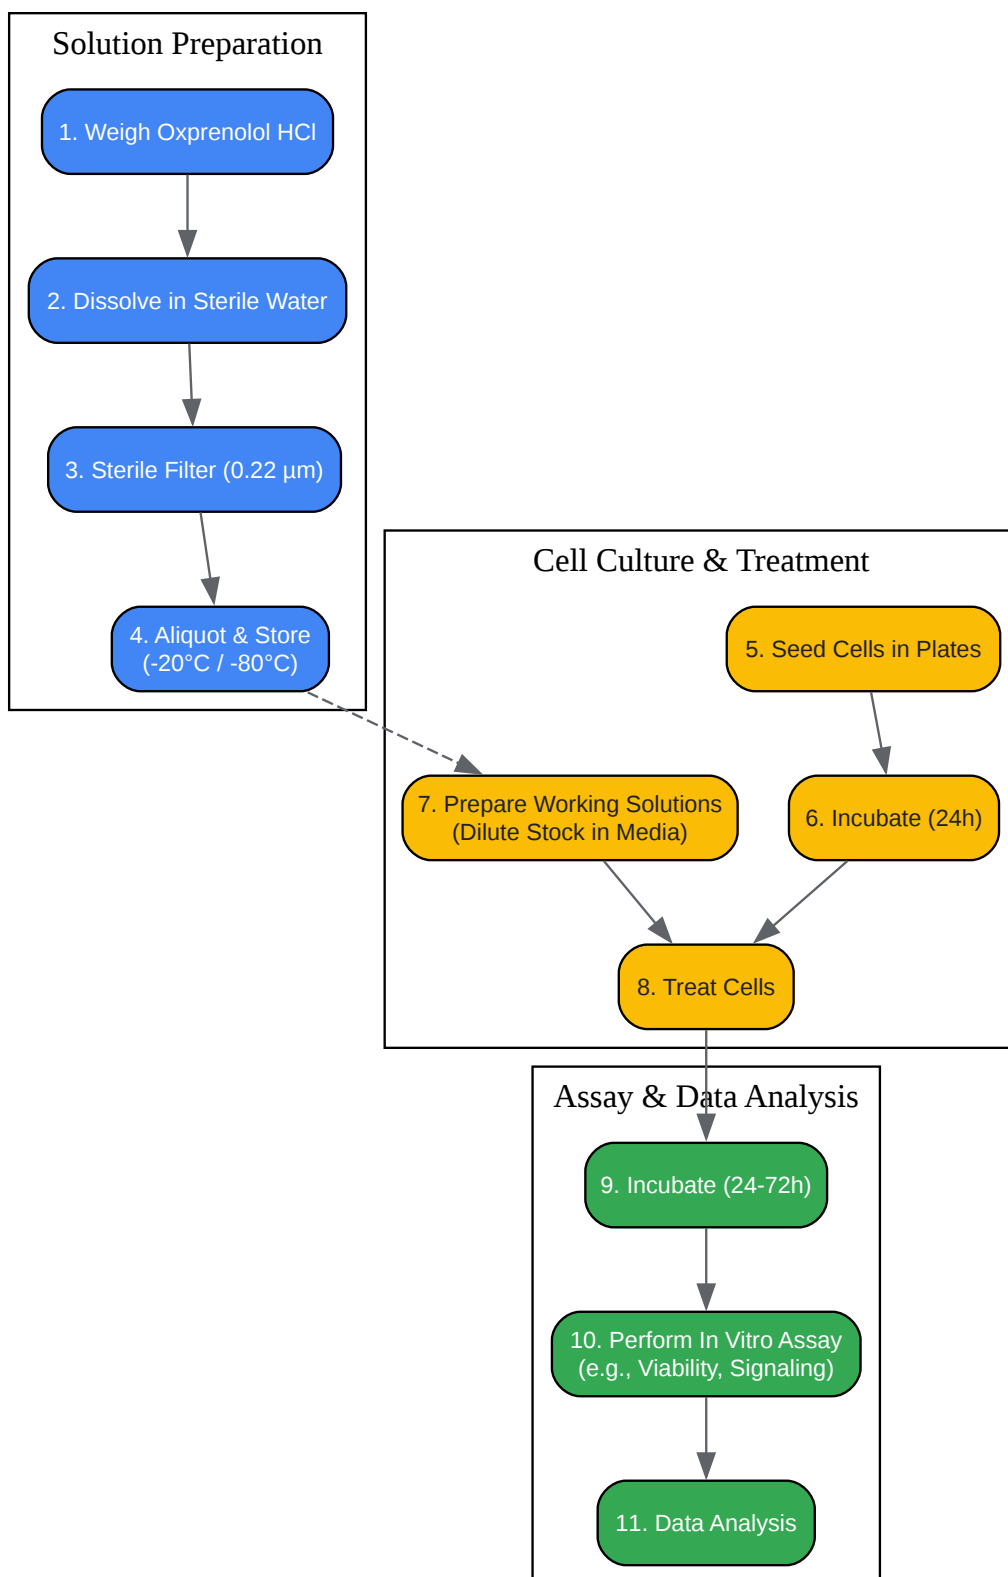 Solution Preparation
1. Weigh Oxprenolol HCl
2. Dissolve in Sterile Water
3. Sterile Filter (0.22 µm)
4. Aliquot & Store
(-20°C / -80°C)
Cell Culture & Treatment
5. Seed Cells in Plates
6. Incubate (24h)
7. Prepare Working Solutions
(Dilute Stock in Media)
8. Treat Cells
Assay & Data Analysis
9. Incubate (24-72h)
10. Perform In Vitro Assay
(e.g., Viability, Signaling)
11. Data Analysis